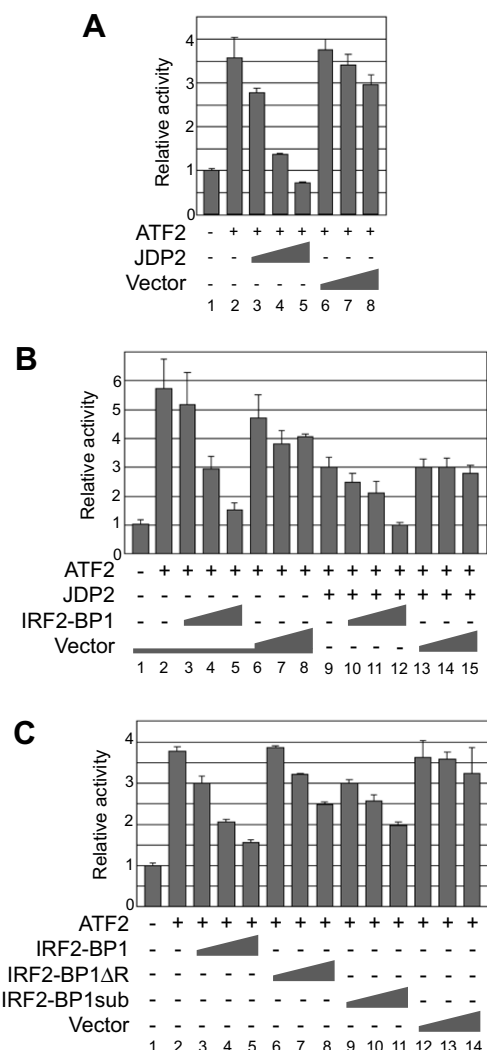 A
Relative activity
4
3
2
1
0
ATF2 - + + + + + + +
JDP2 - - - - -
Vector - - - - -
1 2 3 4 5 6 7 8
B
Relative activity
6
5
4
3
2
1
0
ATF2 - + + + + + + + + + + + + + +
JDP2 - - - - - - - - + + + + + + +
IRF2-BP1 - - - - - - - - -
Vector - - - -
1 2 3 4 5 6 7 8 9 10 11 12 13 14 15
C
Relative activity
4
3
2
1
0
ATF2 - + + + + + + + + + + + + +
IRF2-BP1 - - - - - - - - - - -
IRF2-BP1ΔR - - - - - - - - - - -
IRF2-BP1sub - - - - - - - - - - -
Vector - - - - - - - - - - -
1 2 3 4 5 6 7 8 9 10 11 12 13 14